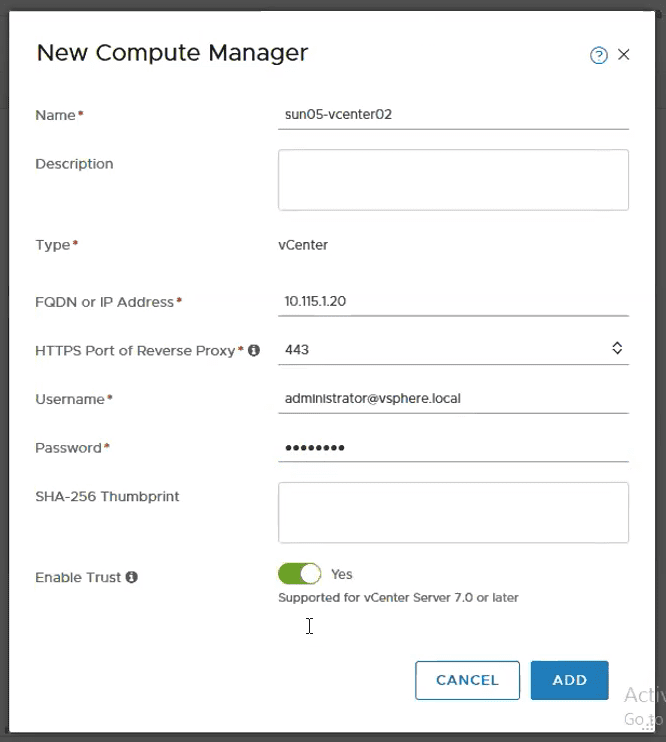 New Compute Manager
Name*
sun05-vcenter02
Description
Type*
vCenter
FQDN or IP Address*
10.115.1.20
HTTPS Port of Reverse Proxy*
443
Username*
administrator@vsphere.local
Password*
••••••••
SHA-256 Thumbprint
Enable Trust
Yes
Supported for vCenter Server 7.0 or later
CANCEL
ADD
Activ
Go to